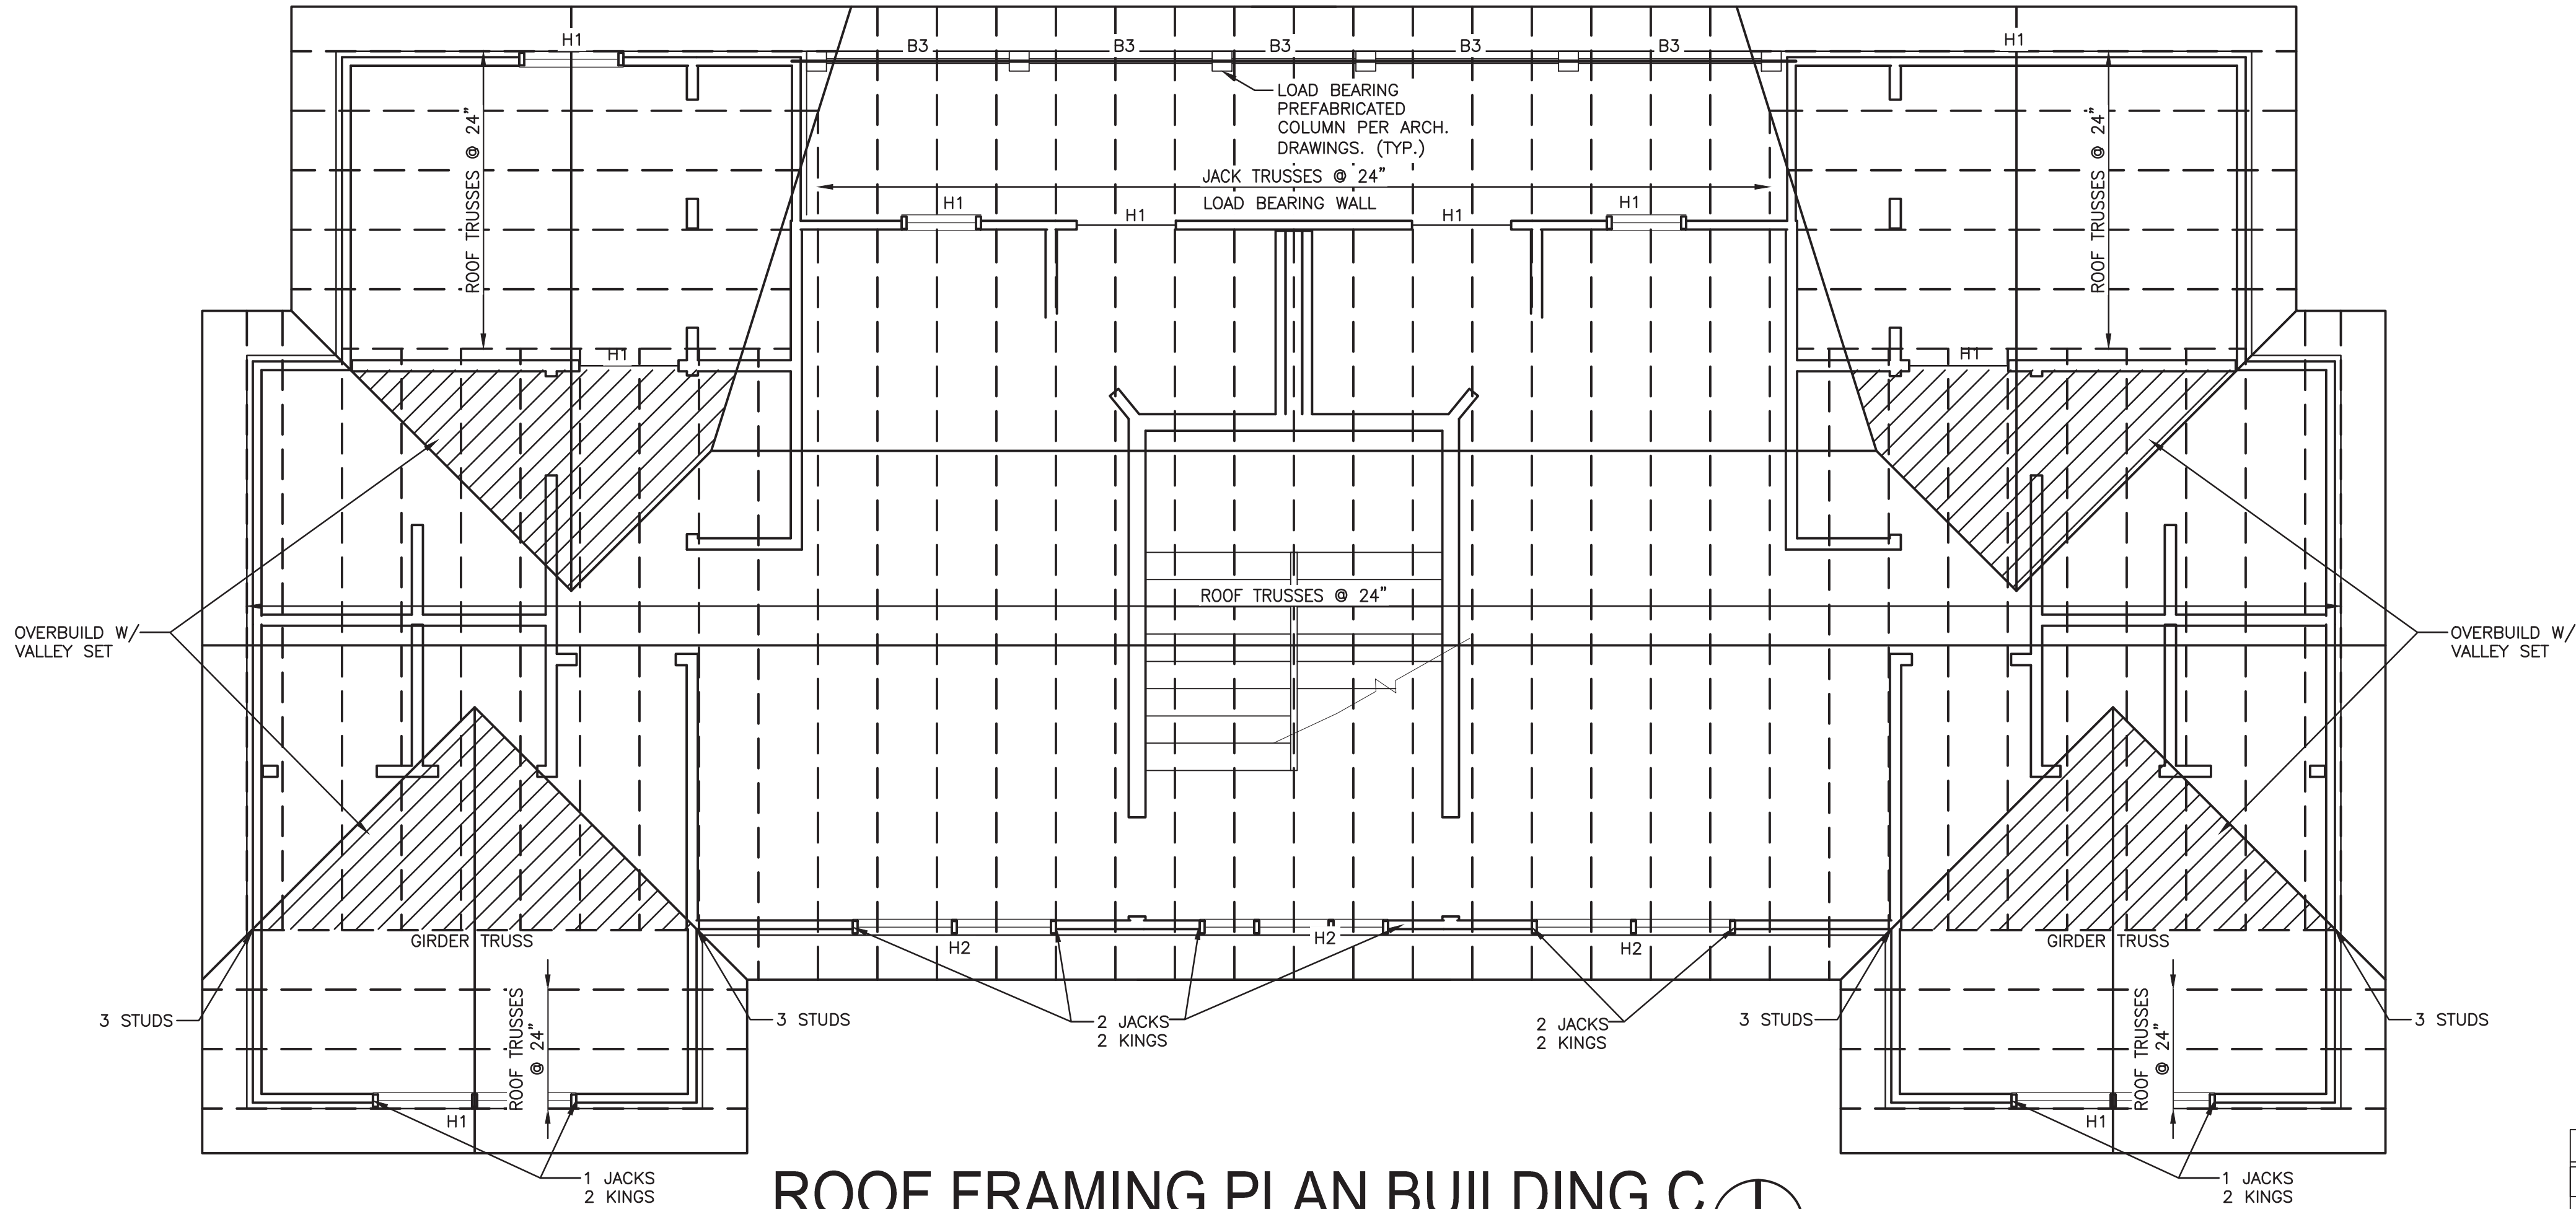 H1
B3
B3
B3
B3
B3
H1
LOAD BEARING
PREFABRICATED
COLUMN PER ARCH.
DRAWINGS. (TYP.)
ROOF TRUSSES @ 24"
ROOF TRUSSES @ 24"
JACK TRUSSES @ 24"
LOAD BEARING WALL
H1
H1
H1
H1
H1
H1
ROOF TRUSSES @ 24"
OVERBUILD W/
VALLEY SET
OVERBUILD W/
VALLEY SET
GIRDER TRUSS
H2
H2
H2
GIRDER TRUSS
3 STUDS
ROOF TRUSSES
@ 24"
3 STUDS
2 JACKS
2 KINGS
2 JACKS
2 KINGS
3 STUDS
ROOF TRUSSES
@ 24"
3 STUDS
H1
H1
1 JACKS
2 KINGS
1 JACKS
2 KINGS
ROOF FRAMING PLAN BUILDING C